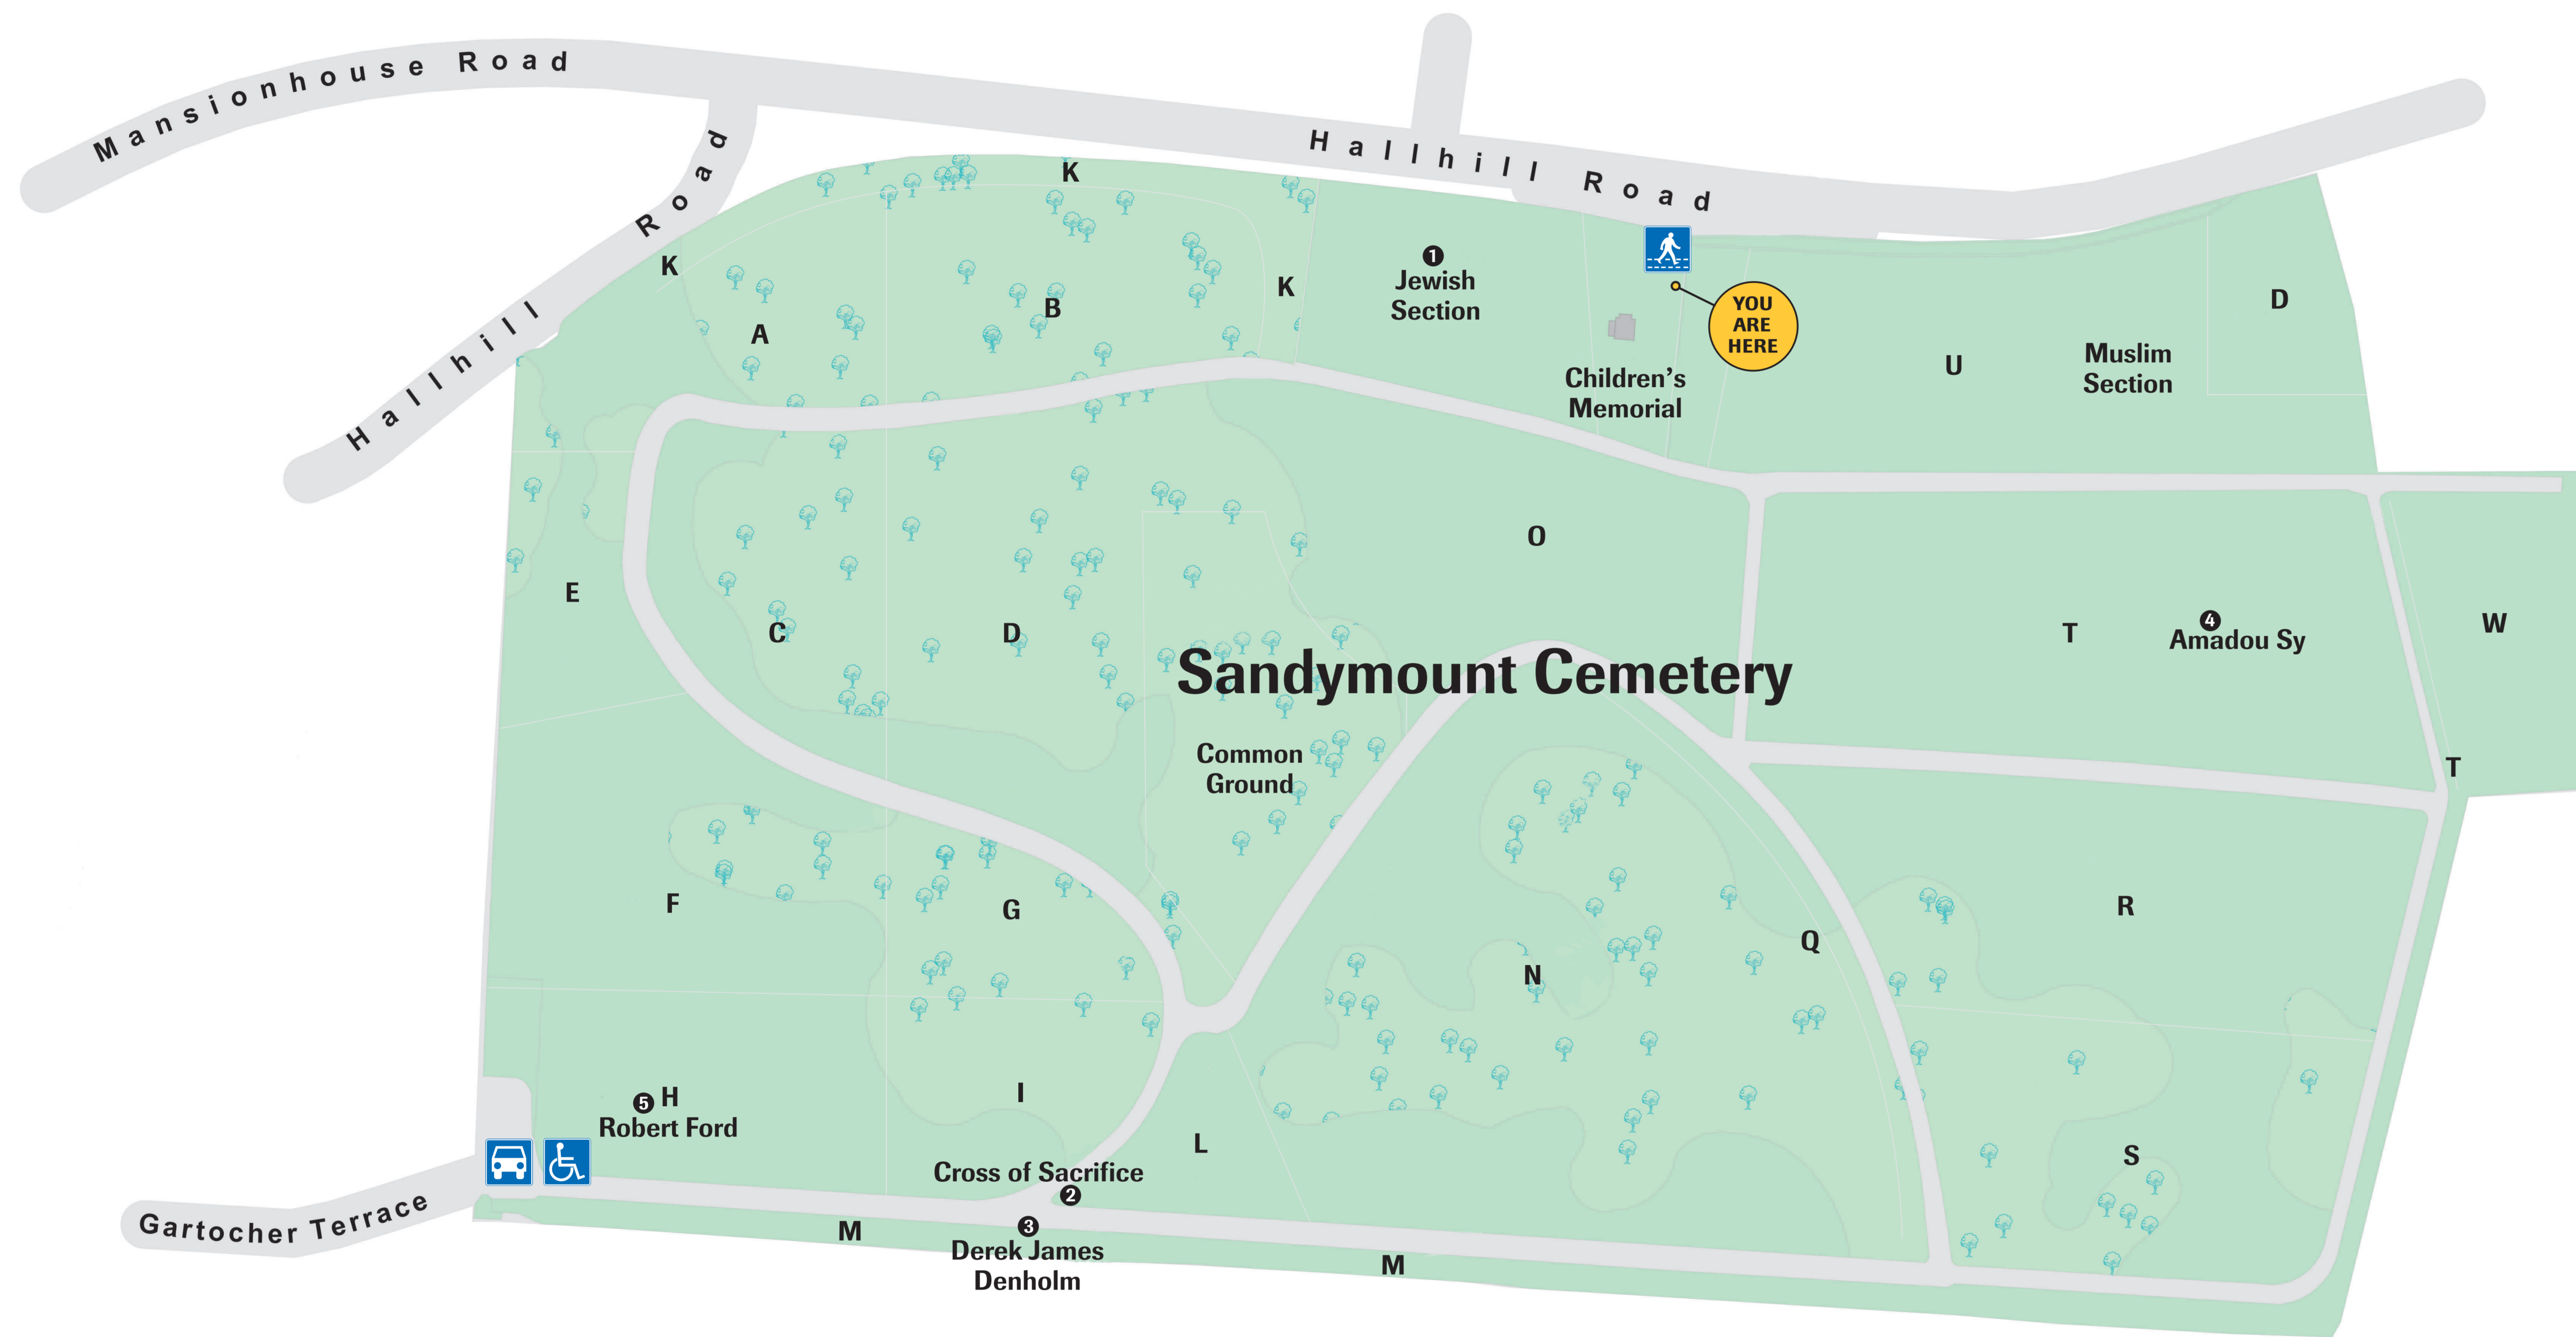 Mansionhouse Road
Hallhill Road
Hallhill Road
K
K
K
1
Jewish
Section
YOU
ARE
HERE
Children's
Memorial
A
B
U
Muslim
Section
D
O
E
C
D
T
4
Amadou Sy
W
Sandymount Cemetery
Common
Ground
T
F
G
Q
R
N
5 H
Robert Ford
I
L
S
Cross of Sacrifice
2
Gartocher Terrace
M
3
Derek James
Denholm
M